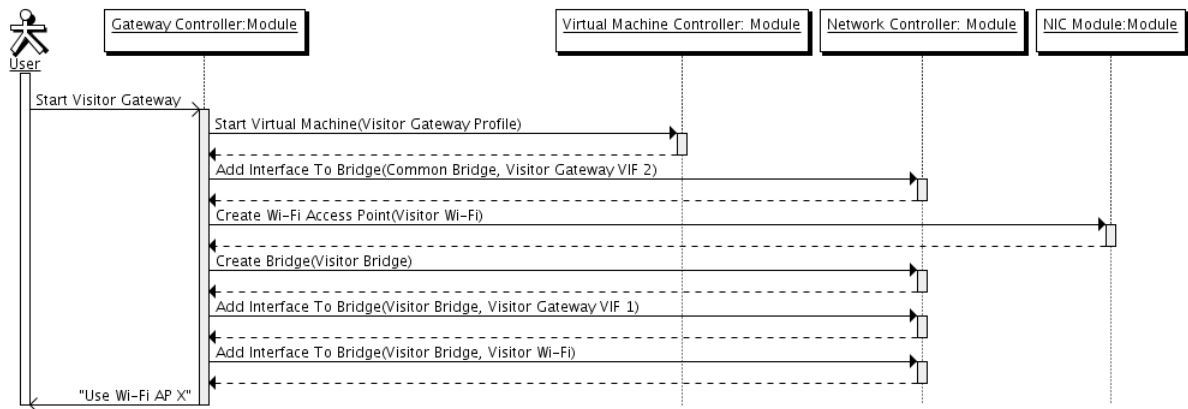 Gateway Controller:Module
Virtual Machine Controller: Module
Network Controller: Module
NIC Module:Module
User
Start Visitor Gateway
Start Virtual Machine(Visitor Gateway Profile)
Add Interface To Bridge(Common Bridge, Visitor Gateway VIF 2)
Create Wi-Fi Access Point(Visitor Wi-Fi)
Create Bridge(Visitor Bridge)
Add Interface To Bridge(Visitor Bridge, Visitor Gateway VIF 1)
Add Interface To Bridge(Visitor Bridge, Visitor Wi-Fi)
"Use Wi-Fi AP X"